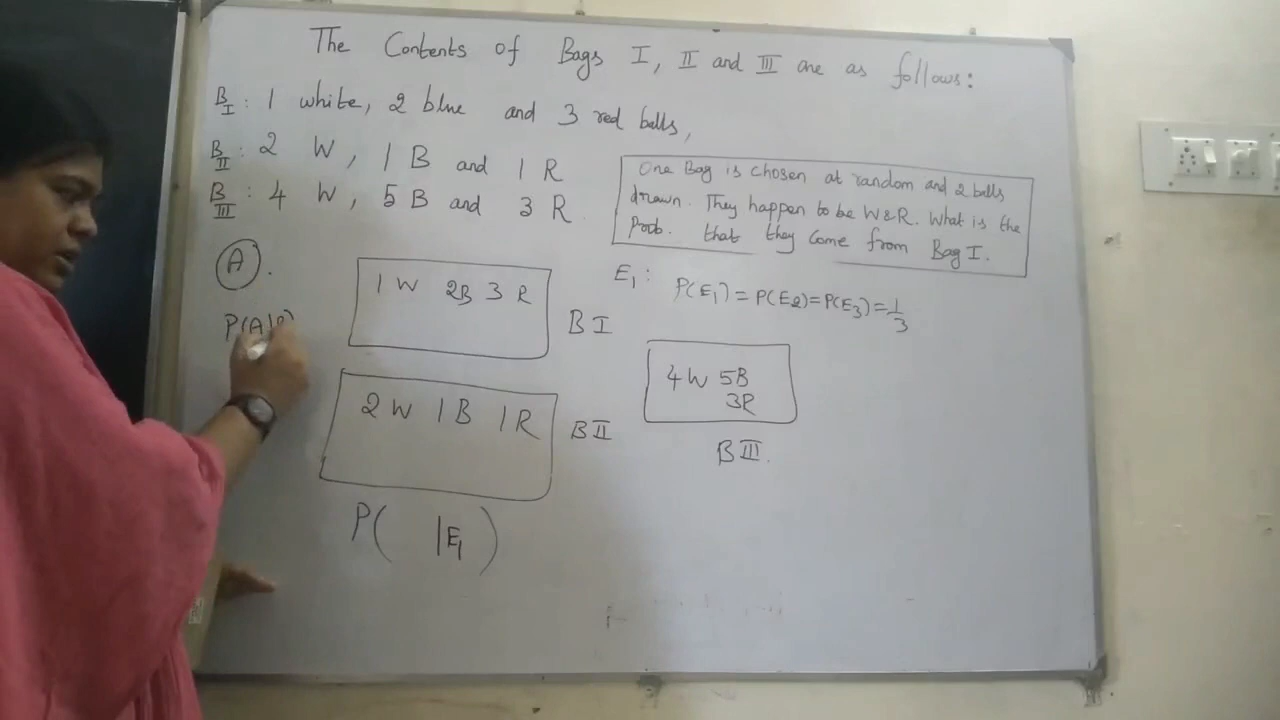 The Contents of Bags I, II and III are as follows:
B I : 1 white, 2 blue and 3 red balls,
B II : 2 W, 1 B and 1 R
B III : 4 W, 5 B and 3 R
One Bag is chosen at random and 2 balls
drawn. They happen to be W & R. What is the
Prob. that they come from Bag I.
A.
1 W 2B 3 R
B I
E₁ : P(E₁) = P(E₂) = P(E₃) = 1/3
P(A|
4 W 5B
3R
B III.
2 W 1 B 1 R
B II
P( |E₁)